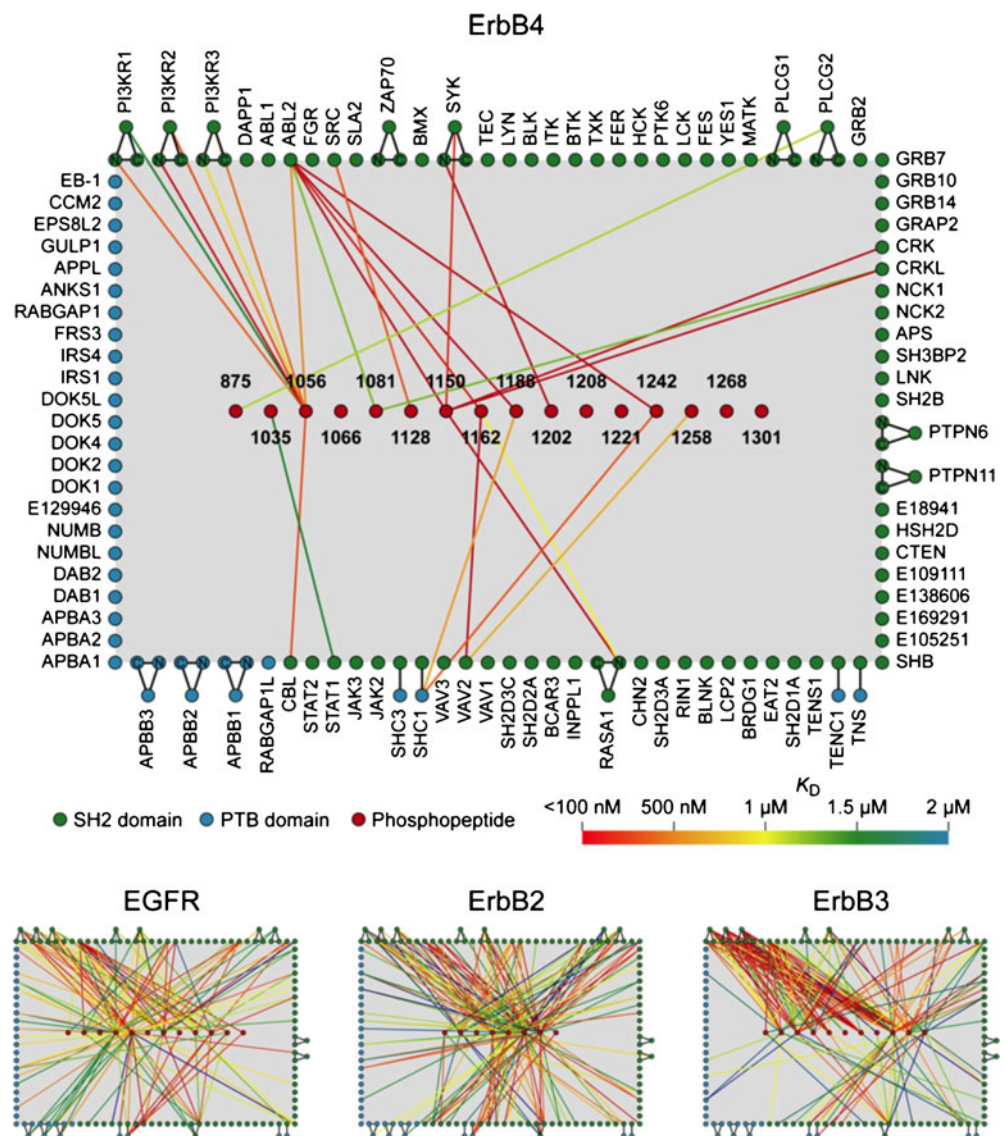 ErbB4
PI3KR1
PI3KR2
PI3KR3
DAPP1
ABL1
ABL2
FGR
SRC
SLA2
ZAP70
BMX
SYK
TEC
LYN
BLK
ITK
BTK
TXK
FER
HCK
PTK6
LCK
FES
YES1
MATK
PLCG1
PLCG2
GRB2
N C N C N C N C N C N C N C
EB-1
CCM2
EPS8L2
GULP1
APPL
ANKS1
RABGAP1
FRS3
IRS4
IRS1
DOK5L
DOK5
DOK4
DOK2
DOK1
E129946
NUMB
NUMBL
DAB2
DAB1
APBA3
APBA2
APBA1
875 1056 1081 1150 1188 1208 1242 1268
1035 1066 1128 1162 1202 1221 1258 1301
GRB7
GRB10
GRB14
GRAP2
CRK
CRKL
NCK1
NCK2
APS
SH3BP2
LNK
SH2B
N
C
PTPN6
N
C
PTPN11
E18941
HSH2D
CTEN
E109111
E138606
E169291
E105251
SHB
C N C N C N C N
APBB3
APBB2
APBB1
RABGAP1L
CBL
STAT2
STAT1
JAK3
JAK2
SHC3
SHC1
VAV3
VAV2
VAV1
SH2D3C
SH2D2A
BCAR3
INPPL1
RASA1
CHN2
SH2D3A
RIN1
BLNK
LCP2
BRDG1
EAT2
SH2D1A
TENS1
TENC1
TNS
SH2 domain PTB domain Phosphopeptide
KD
<100 nM 500 nM 1 µM 1.5 µM 2 µM
EGFR ErbB2 ErbB3